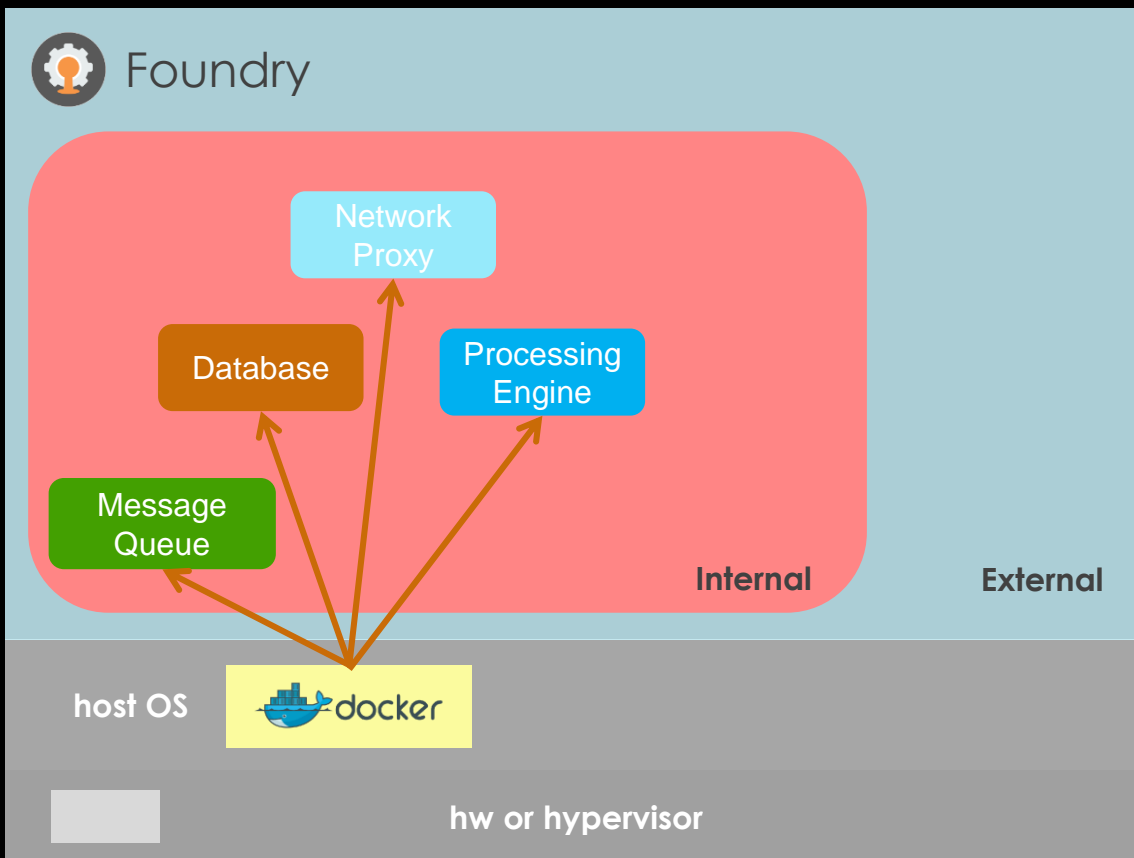 Foundry
Network
Proxy
Database
Processing
Engine
Message
Queue
Internal
External
host OS
docker
hw or hypervisor